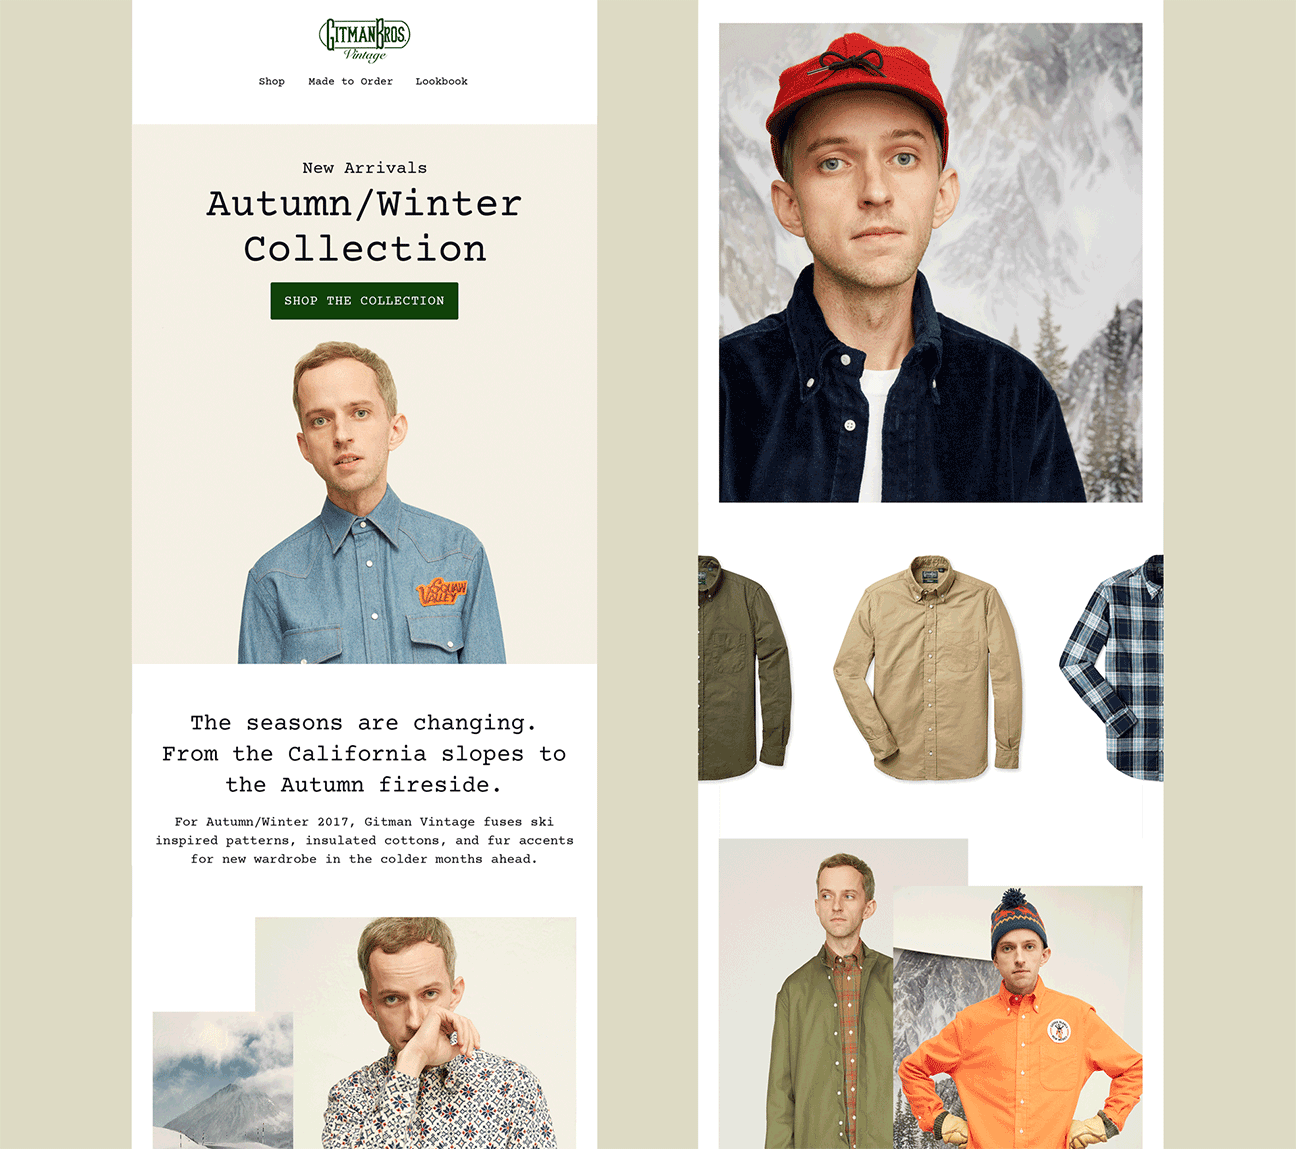 GITMAN BROS.
Vintage
Shop Made to Order Lookbook
New Arrivals
Autumn/Winter
Collection
SHOP THE COLLECTION
SQUAW
VALLEY
The seasons are changing.
From the California slopes to
the Autumn fireside.
For Autumn/Winter 2017, Gitman Vintage fuses ski
inspired patterns, insulated cottons, and fur accents
for new wardrobe in the colder months ahead.